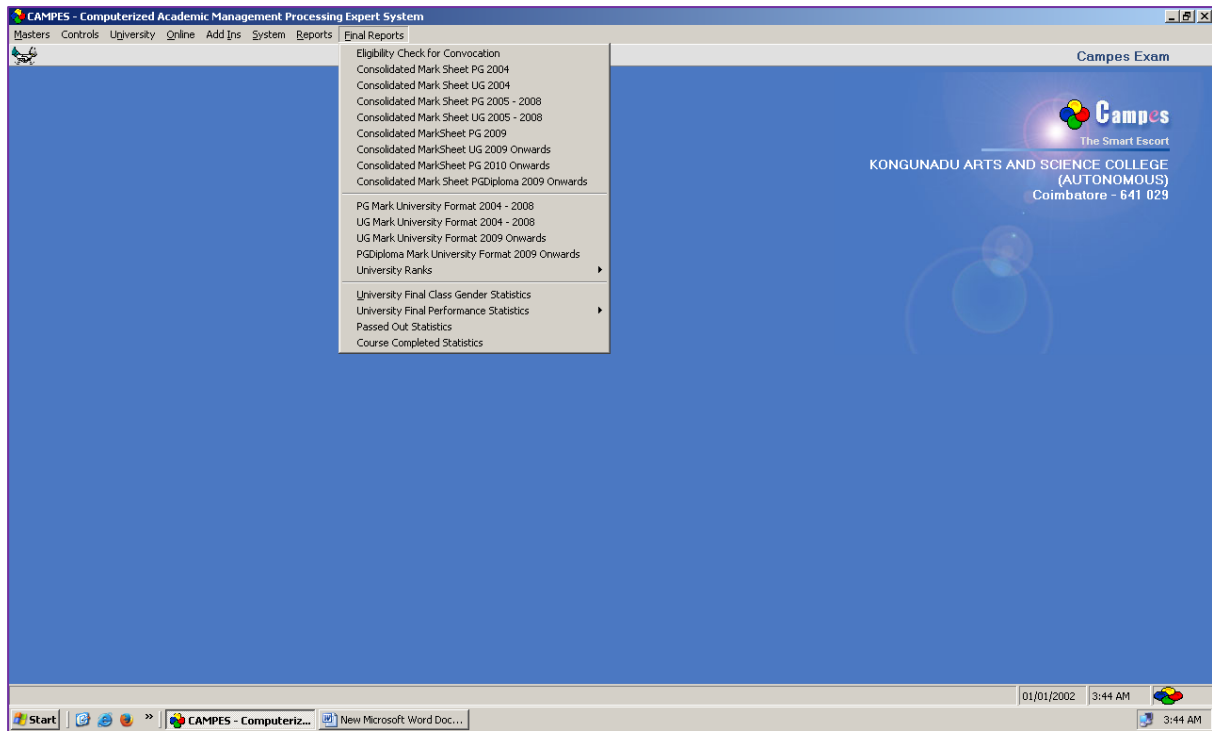 CAMPES - Computerized Academic Management Processing Expert System
Masters Controls University Online Add Ins System Reports Final Reports
Campes Exam
Eligibility Check for Convocation
Consolidated Mark Sheet PG 2004
Consolidated Mark Sheet UG 2004
Consolidated Mark Sheet PG 2005 - 2008
Consolidated Mark Sheet UG 2005 - 2008
Consolidated MarkSheet PG 2009
Consolidated MarkSheet UG 2009 Onwards
Consolidated MarkSheet PG 2010 Onwards
Consolidated Mark Sheet PGDiploma 2009 Onwards
PG Mark University Format 2004 - 2008
UG Mark University Format 2004 - 2008
UG Mark University Format 2009 Onwards
PGDiploma Mark University Format 2009 Onwards
University Ranks
University Final Class Gender Statistics
University Final Performance Statistics
Passed Out Statistics
Course Completed Statistics
Campes
The Smart Escort
KONGUNADU ARTS AND SCIENCE COLLEGE
(AUTONOMOUS)
Coimbatore - 641 029
01/01/2002 3:44 AM
Start » CAMPES - Computeriz... New Microsoft Word Doc... 3:44 AM